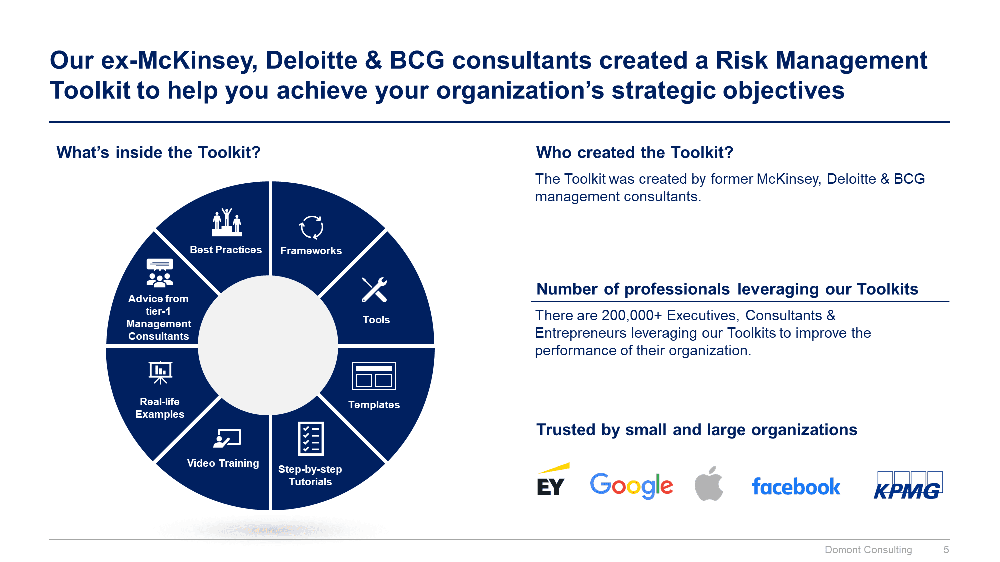 Our ex-McKinsey, Deloitte & BCG consultants created a Risk Management
Toolkit to help you achieve your organization’s strategic objectives
What’s inside the Toolkit?
Best Practices
Frameworks
Tools
Templates
Step-by-step
Tutorials
Video Training
Real-life
Examples
Advice from
tier-1
Management
Consultants
Who created the Toolkit?
The Toolkit was created by former McKinsey, Deloitte & BCG
management consultants.
Number of professionals leveraging our Toolkits
There are 200,000+ Executives, Consultants &
Entrepreneurs leveraging our Toolkits to improve the
performance of their organization.
Trusted by small and large organizations
EY
Google
facebook
KPMG
Domont Consulting
5